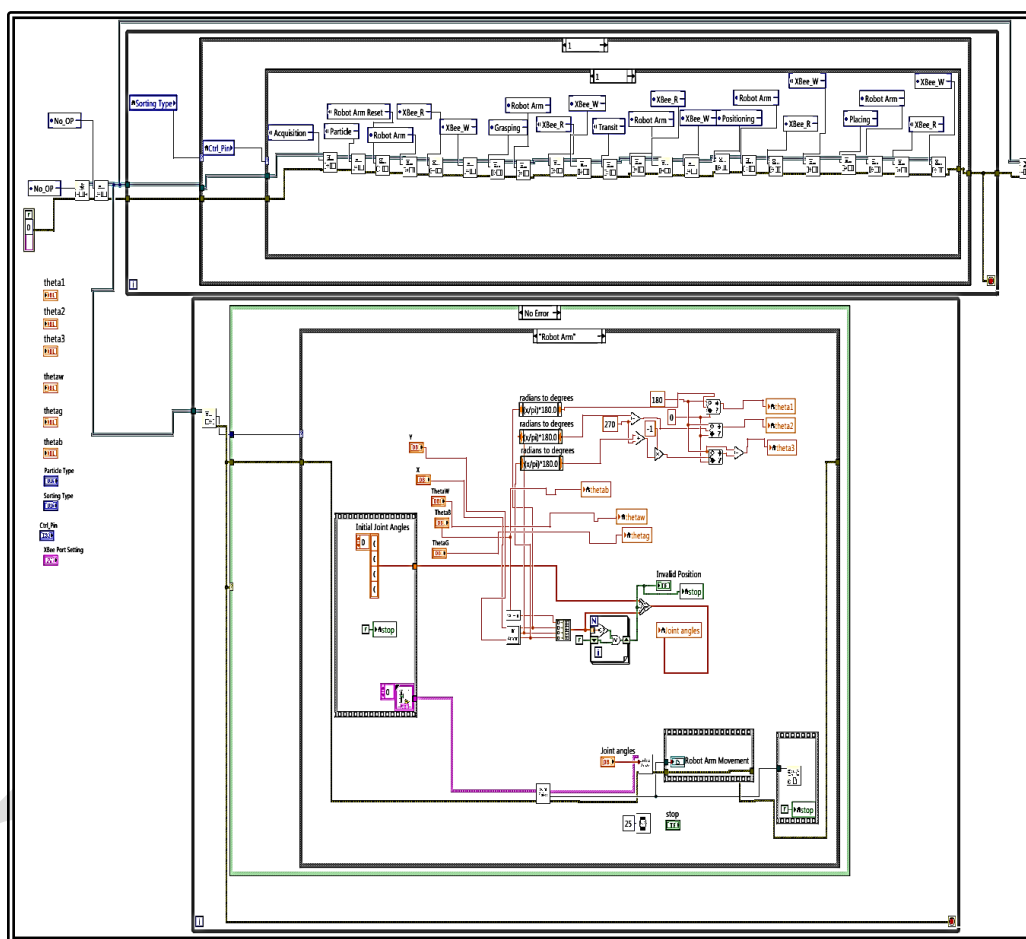 1
1
Sorting Type
No_OP
Robot Arm Reset
XBee_R
Robot Arm
XBee_W
XBee_R
Robot Arm
XBee_W
Robot Arm
XBee_W
Acquisition
Particle
Robot Arm
XBee_W
Grasping
XBee_R
Transit
Robot Arm
XBee_W
Positioning
XBee_R
Placing
XBee_R
Ctrl_Pin
No_OP
0
i
theta1
theta2
theta3
thetaw
thetag
thetab
Particle Type
Sorting Type
Ctrl_Pin
XBee Port Setting
No Error
"Robot Arm"
radians to degrees
(x/pi)*180.0
radians to degrees
(x/pi)*180.0
radians to degrees
(x/pi)*180.0
180
0
270
-1
theta1
theta2
theta3
Y
X
ThetaW
ThetaB
ThetaG
thetab
thetaw
thetag
Initial Joint Angles
0
F
stop
0
Invalid Position
stop
N
i
F
Joint angles
Joint angles
Robot Arm Movement
F
stop
25
stop
i